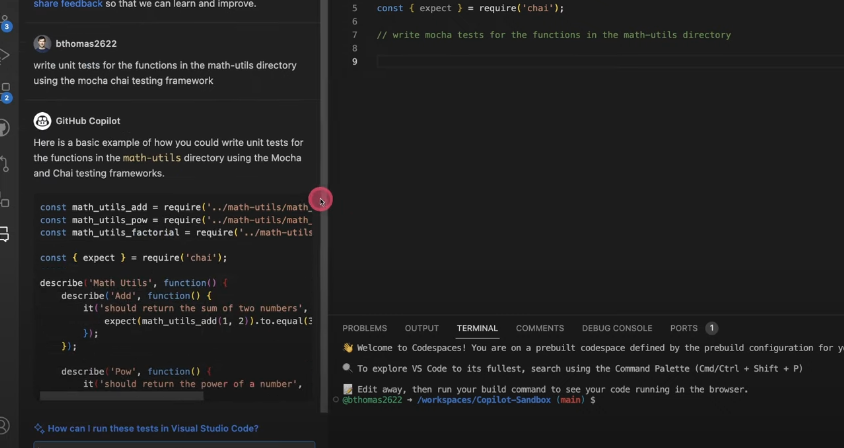 share feedback so that we can learn and improve.
3
bthomas2622
write unit tests for the functions in the math-utils directory
using the mocha chai testing framework
2
GitHub Copilot
Here is a basic example of how you could write unit tests for
the functions in the math-utils directory using the Mocha
and Chai testing frameworks.
const math_utils_add = require('../math-utils/math_
const math_utils_pow = require('../math-utils/math_
const math_utils_factorial = require('../math-utils
const { expect } = require('chai');
describe('Math Utils', function() {
describe('Add', function() {
it('should return the sum of two numbers',
expect(math_utils_add(1, 2)).to.equal(3
});
});
describe('Pow', function() {
it('should return the power of a number',
How can I run these tests in Visual Studio Code?
5 const { expect } = require('chai');
6
7 // write mocha tests for the functions in the math-utils directory
8
9
PROBLEMS OUTPUT TERMINAL COMMENTS DEBUG CONSOLE PORTS 1
👋 Welcome to Codespaces! You are on a prebuilt codespace defined by the prebuild configuration for yo
🔍 To explore VS Code to its fullest, search using the Command Palette (Cmd/Ctrl + Shift + P)
📝 Edit away, then run your build command to see your code running in the browser.
@bthomas2622 → /workspaces/Copilot-Sandbox (main) $